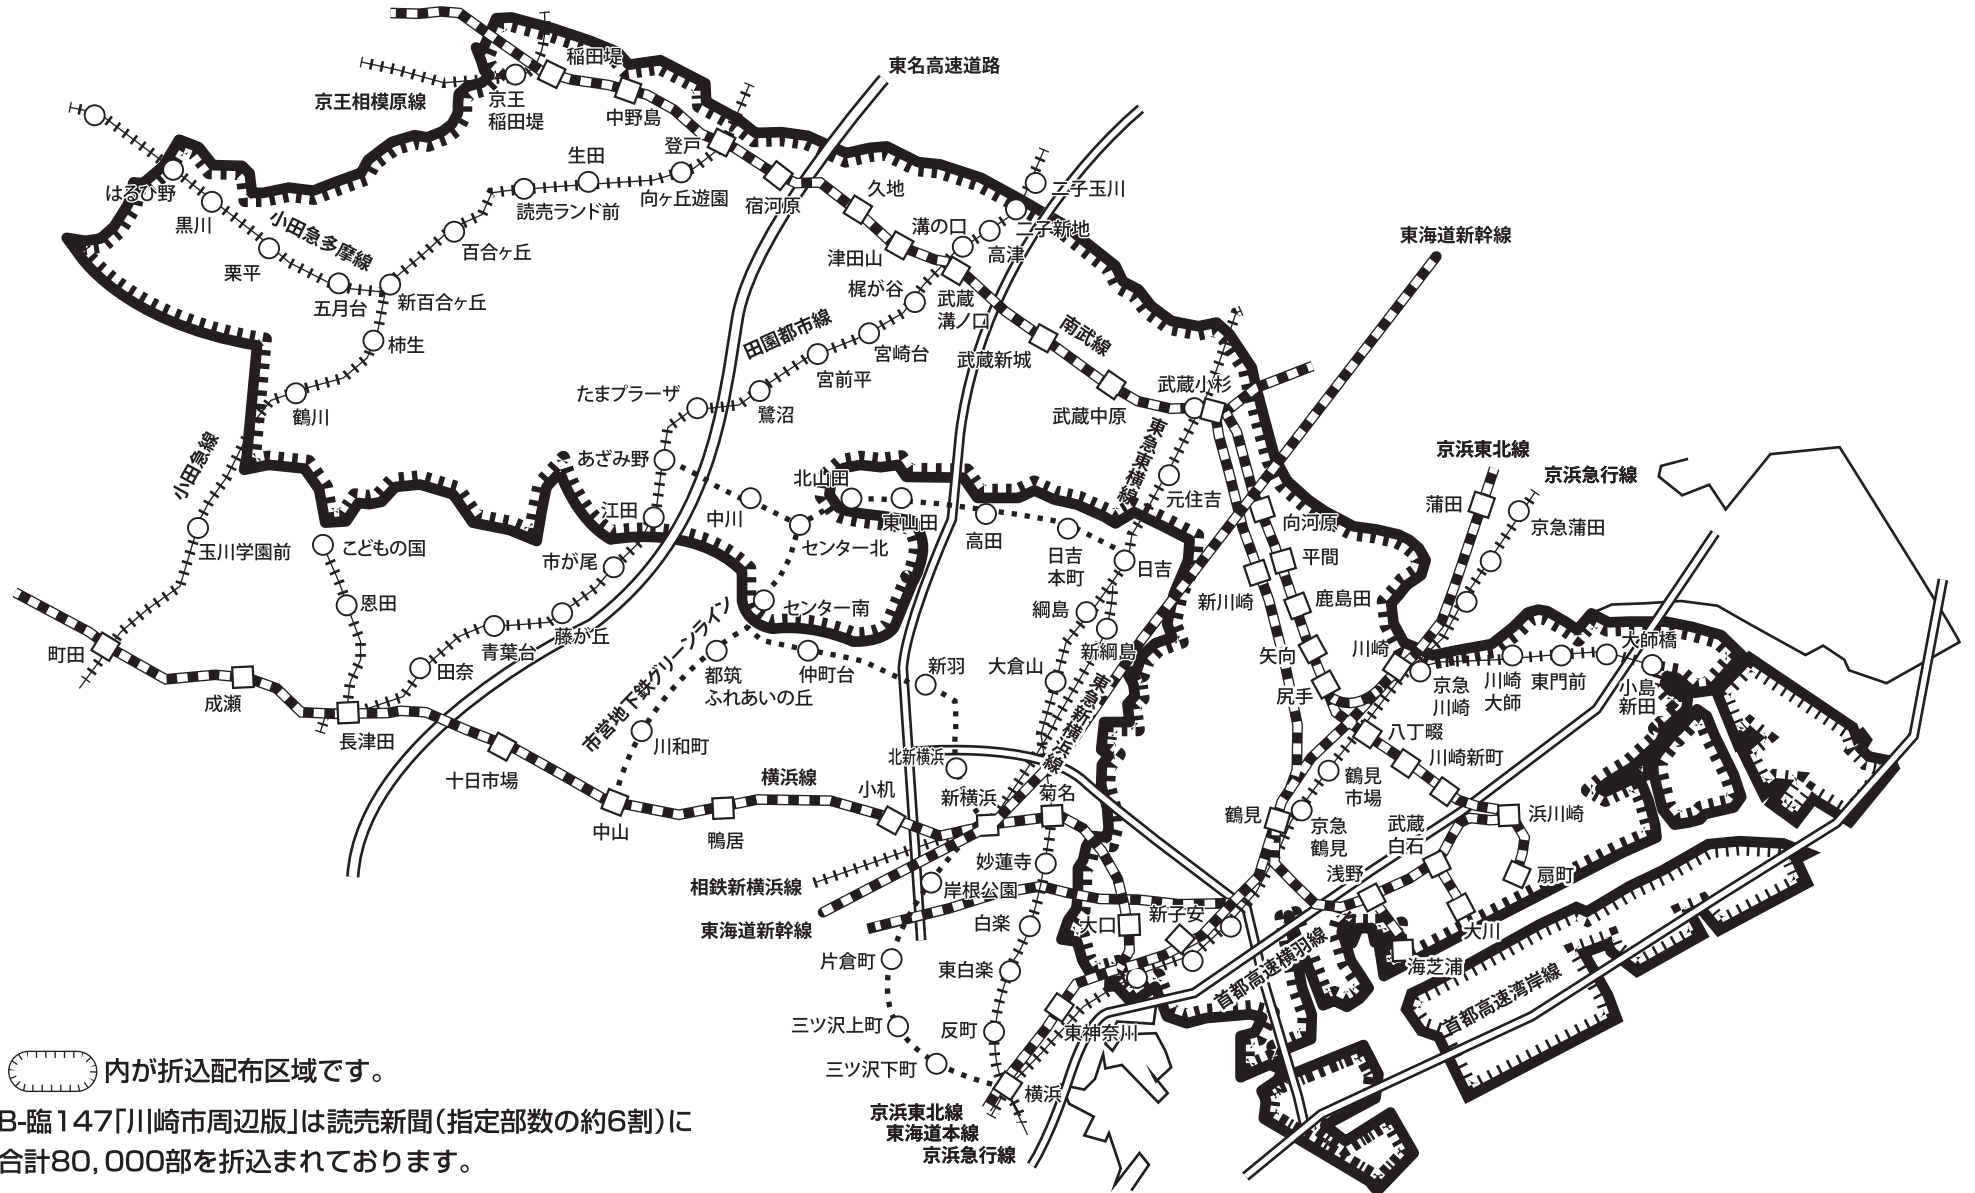 東名高速道路
稲田堤
京王相模原線
京王
稲田堤
中野島
登戸
生田
読売ランド前
向ヶ丘遊園
宿河原
久地
二子玉川
はるひ野
黒川
小田急多摩線
栗平
五月台
新百合ヶ丘
百合ヶ丘
柿生
鶴川
小田急線
溝の口
津田山
高津
二子新地
梶が谷
武蔵
溝ノ口
東海道新幹線
田園都市線
宮崎台
宮前平
鷺沼
たまプラーザ
南武線
武蔵新城
武蔵中原
武蔵小杉
東急東横線
元住吉
京浜東北線
京浜急行線
蒲田
京急蒲田
あざみ野
江田
中川
北山田
東山田
センター北
高田
日吉
本町
日吉
向河原
平間
新川崎
鹿島田
玉川学園前
こどもの国
恩田
市が尾
藤が丘
青葉台
田奈
センター南
綱島
新綱島
大倉山
矢向
尻手
川崎
京急
川崎
川崎
大師
東門前
大師橋
小島
新田
町田
成瀬
長津田
十日市場
中山
市営地下鉄グリーンライン
都筑
ふれあいの丘
仲町台
川和町
新羽
北新横浜
東急新横浜線
新横浜
菊名
横浜線
小机
鴨居
八丁畷
川崎新町
鶴見
市場
鶴見
京急
鶴見
武蔵
白石
浜川崎
浅野
扇町
大川
海芝浦
相鉄新横浜線
東海道新幹線
妙蓮寺
岸根公園
白楽
大口
新子安
片倉町
東白楽
三ツ沢上町
反町
三ツ沢下町
東神奈川
横浜
首都高速横羽線
首都高速湾岸線
京浜東北線
東海道本線
京浜急行線
内が折込配布区域です。
B-臨147「川崎市周辺版」は読売新聞（指定部数の約6割）に
合計80,000部を折込まれております。